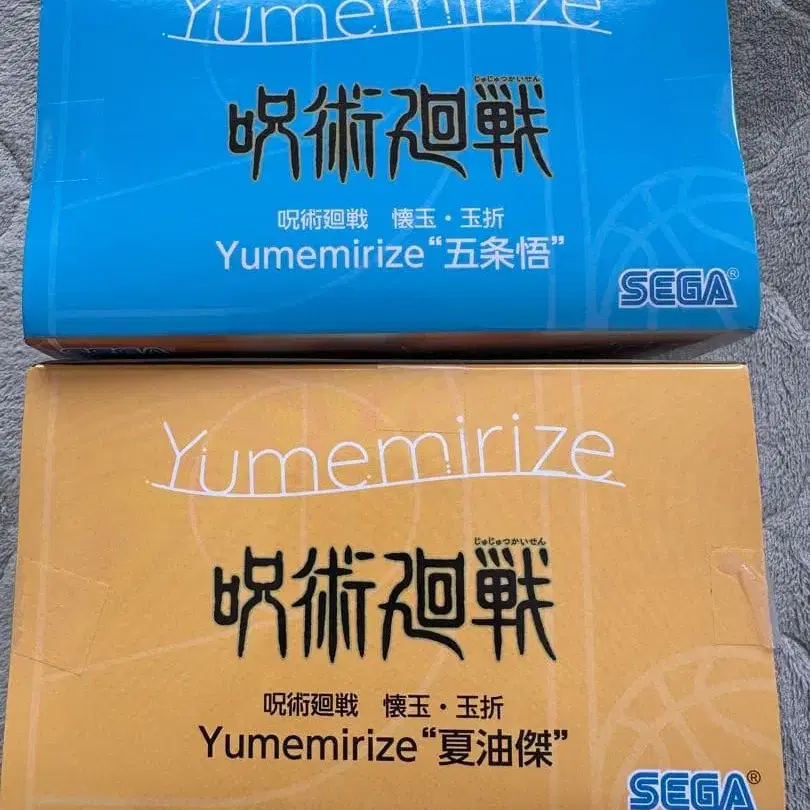 Yumemirize
じゅじゅつかいせん
呪術廻戦
呪術廻戦 懐玉・玉折
Yumemirize“五条悟”
SEGA®
Yumemirize
じゅじゅつかいせん
呪術廻戦
呪術廻戦 懐玉・玉折
Yumemirize“夏油傑”
SEGA®